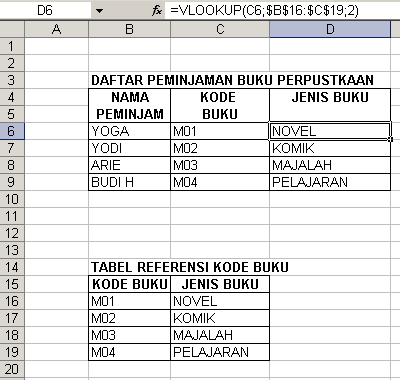 D6 fx =VLOOKUP(C6;$B$16:$C$19;2)
A B C D
1
2
3 DAFTAR PEMINJAMAN BUKU PERPUSTKAAN
4 NAMA KODE JENIS BUKU
5 PEMINJAM BUKU
6 YOGA M01 NOVEL
7 YODI M02 KOMIK
8 ARIE M03 MAJALAH
9 BUDI H M04 PELAJARAN
10
11
12
13
14 TABEL REFERENSI KODE BUKU
15 KODE BUKU JENIS BUKU
16 M01 NOVEL
17 M02 KOMIK
18 M03 MAJALAH
19 M04 PELAJARAN
20